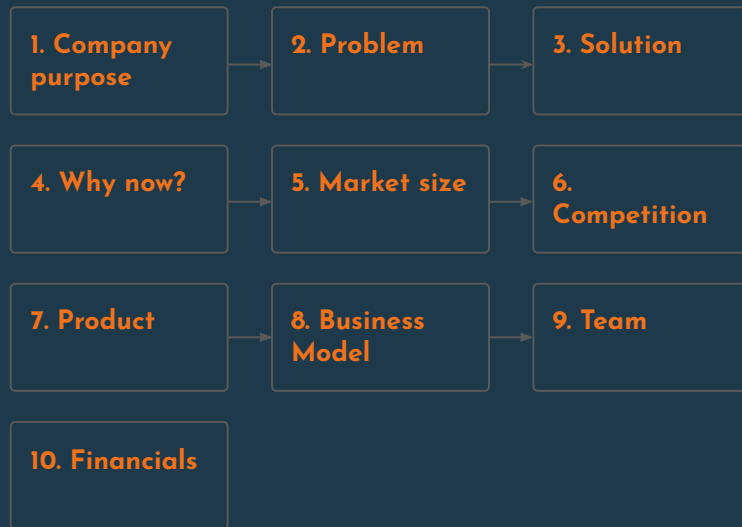 1. Company
purpose
2. Problem
3. Solution
4. Why now?
5. Market size
6.
Competition
7. Product
8. Business
Model
9. Team
10. Financials